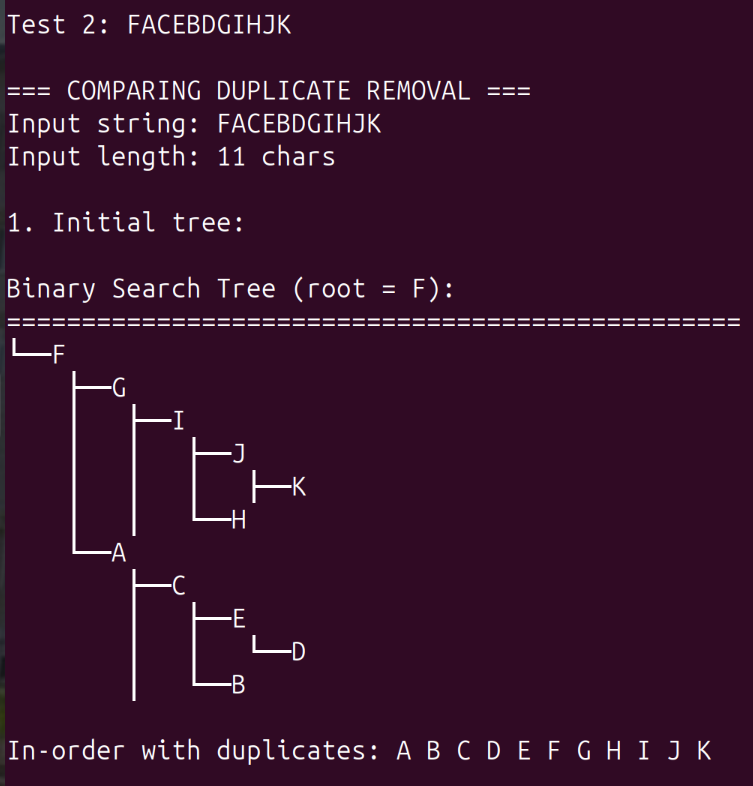 Test 2: FACEBDGIHJK
=== COMPARING DUPLICATE REMOVAL ===
Input string: FACEBDGIHJK
Input length: 11 chars
1. Initial tree:
Binary Search Tree (root = F):
=================================================
└──F
    ├──G
    │   ├──I
    │   │   ├──J
    │   │   │   ├──K
    │   │   └──H
    └──A
        ├──C
        │   ├──E
        │   │   └──D
        │   └──B
In-order with duplicates: A B C D E F G H I J K